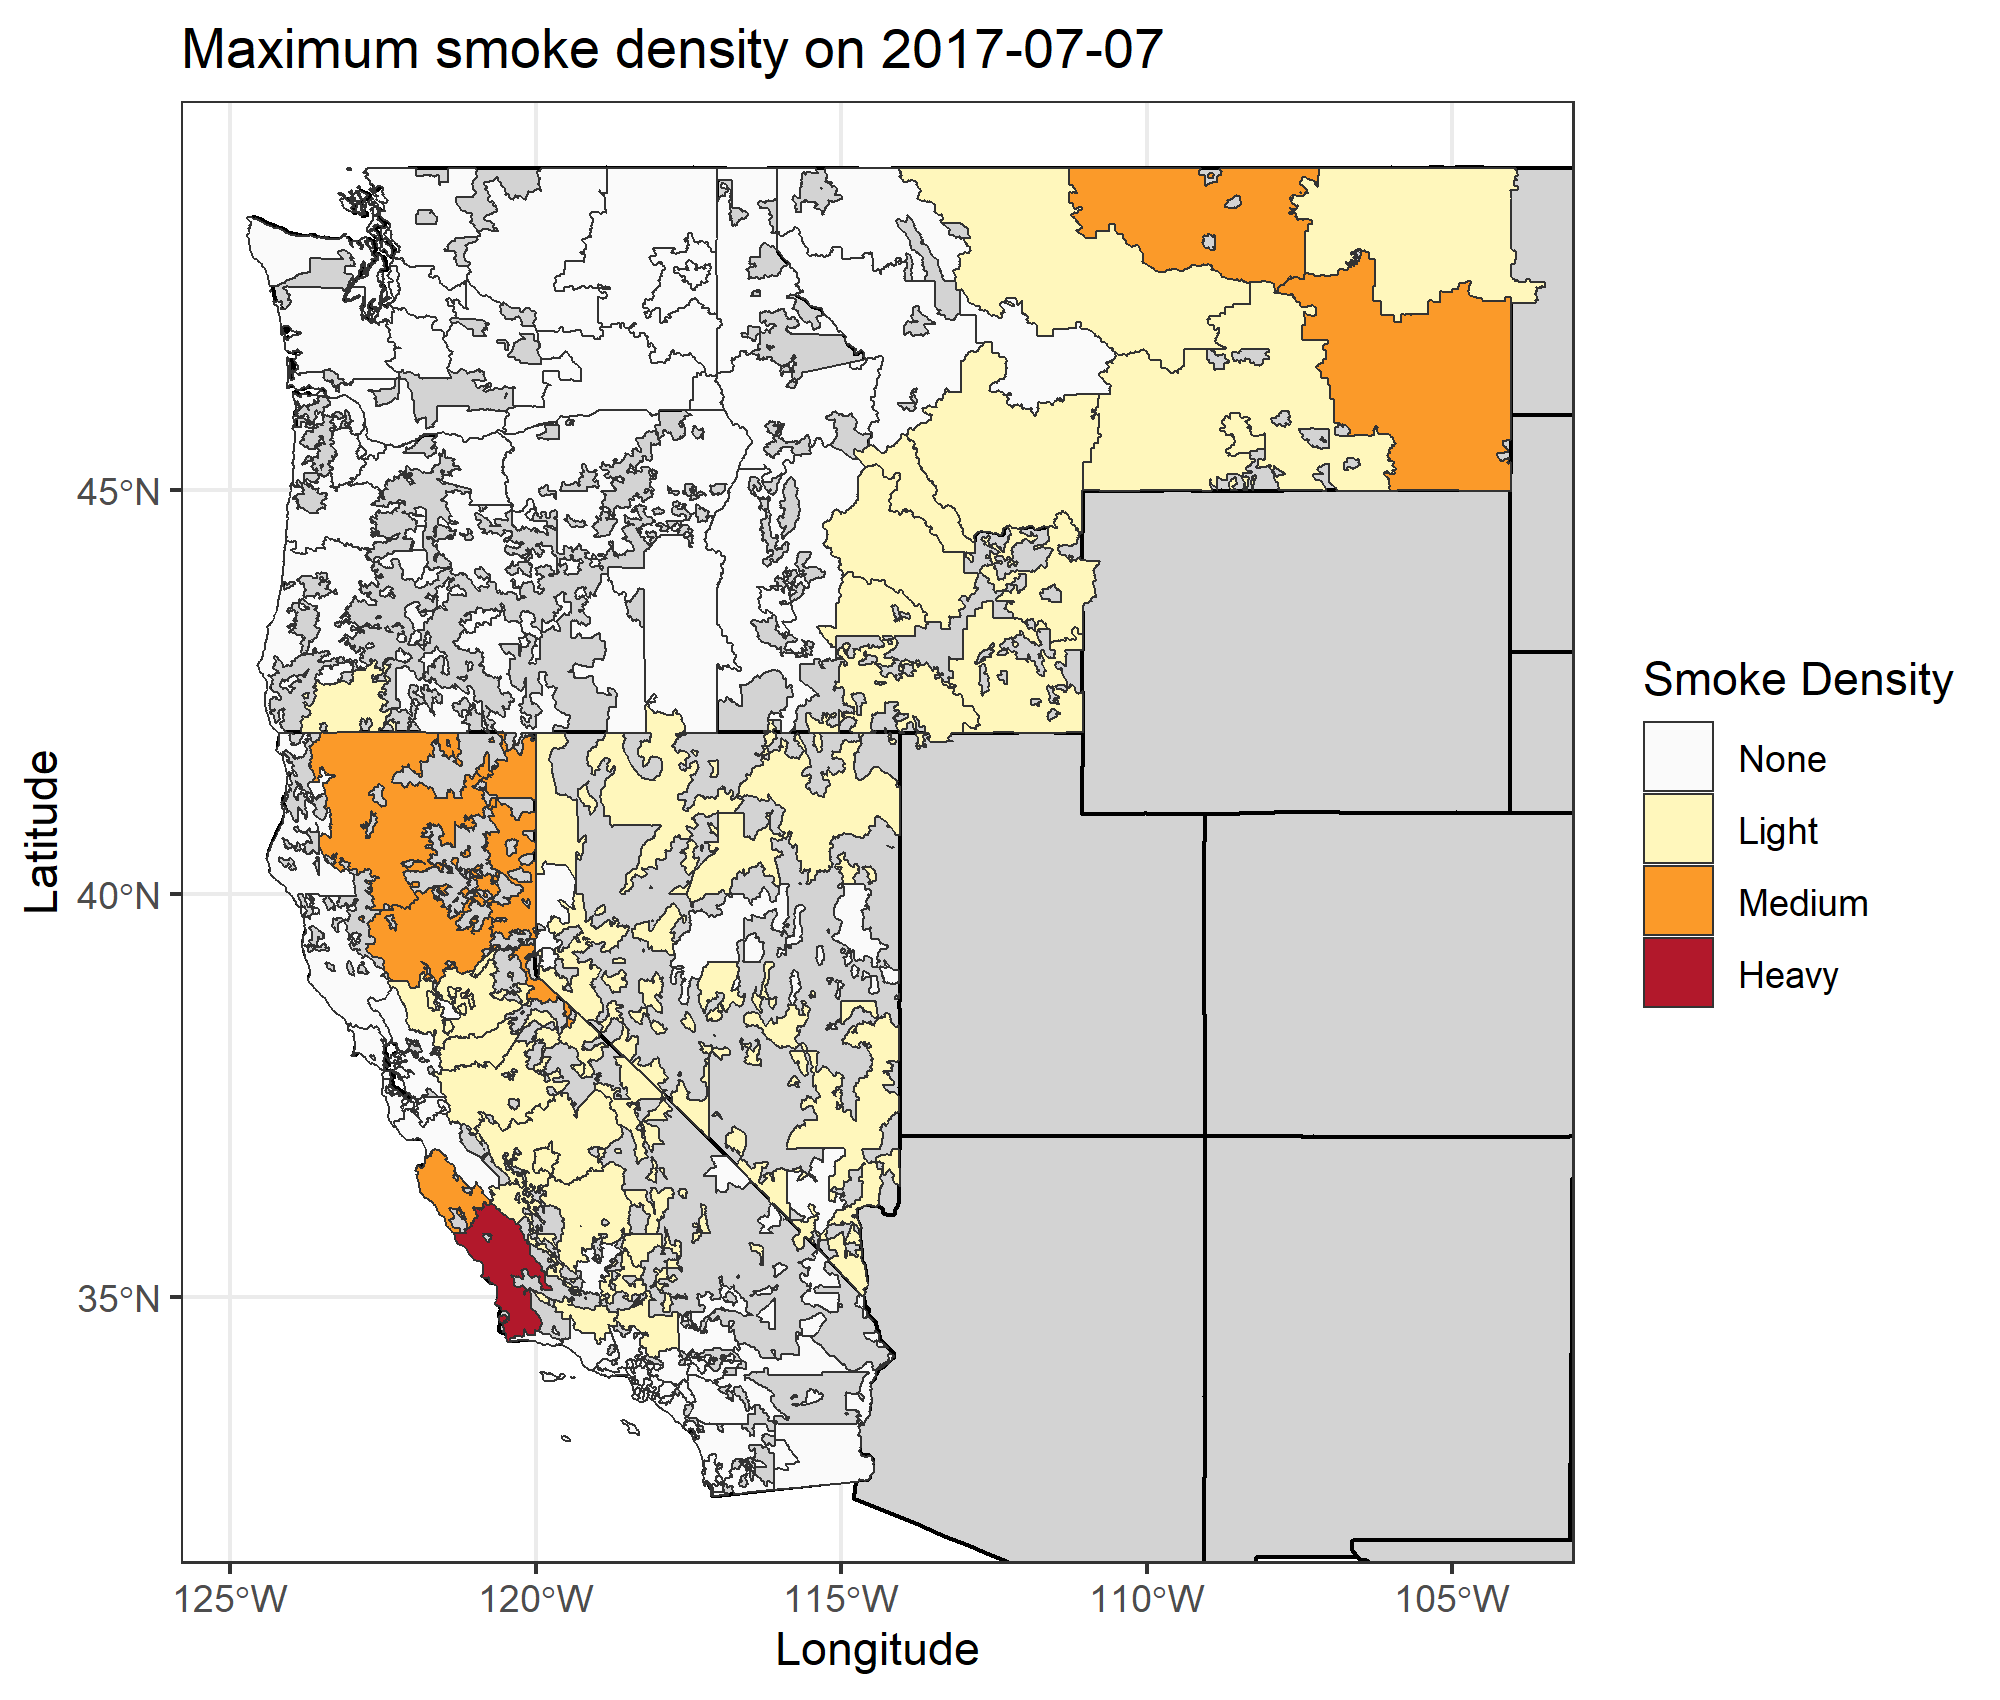 Maximum smoke density on 2017-07-07
45°N
40°N
35°N
Latitude
125°W
120°W
115°W
110°W
105°W
Longitude
Smoke Density
None
Light
Medium
Heavy